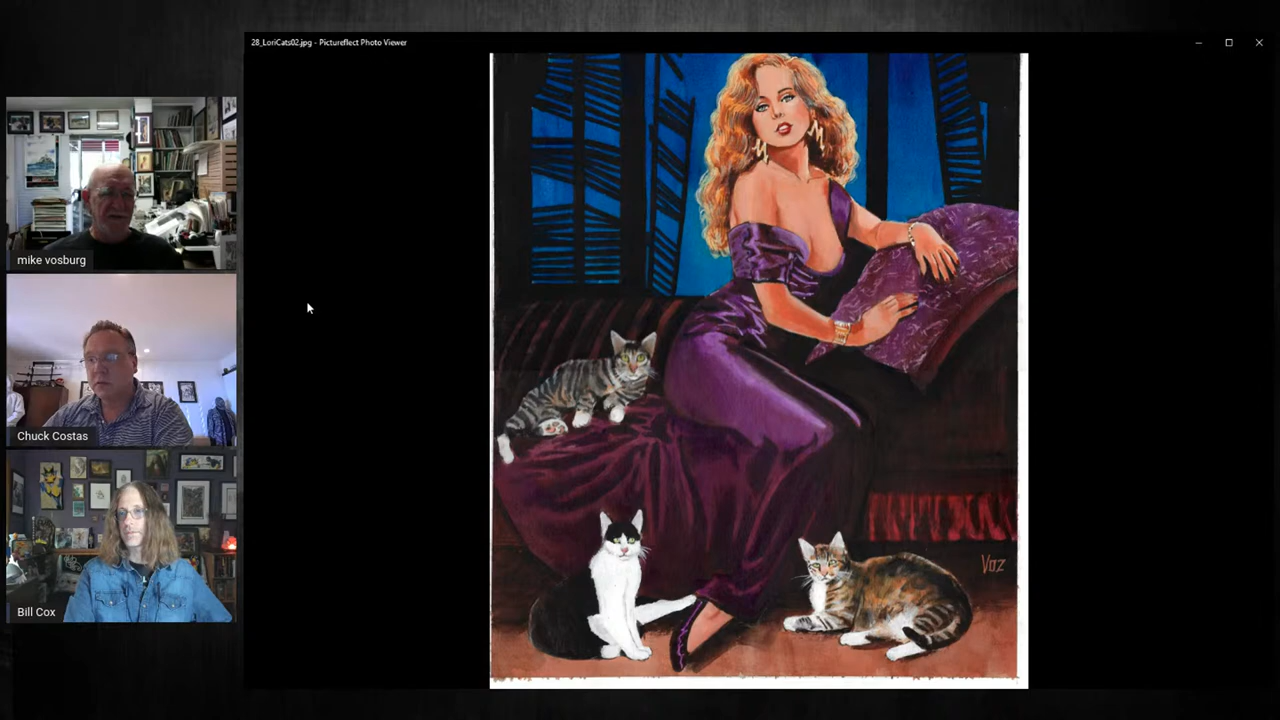 28_LoriCats02.jpg - Pictureflect Photo Viewer
mike vosburg
Chuck Costas
Bill Cox
Voz